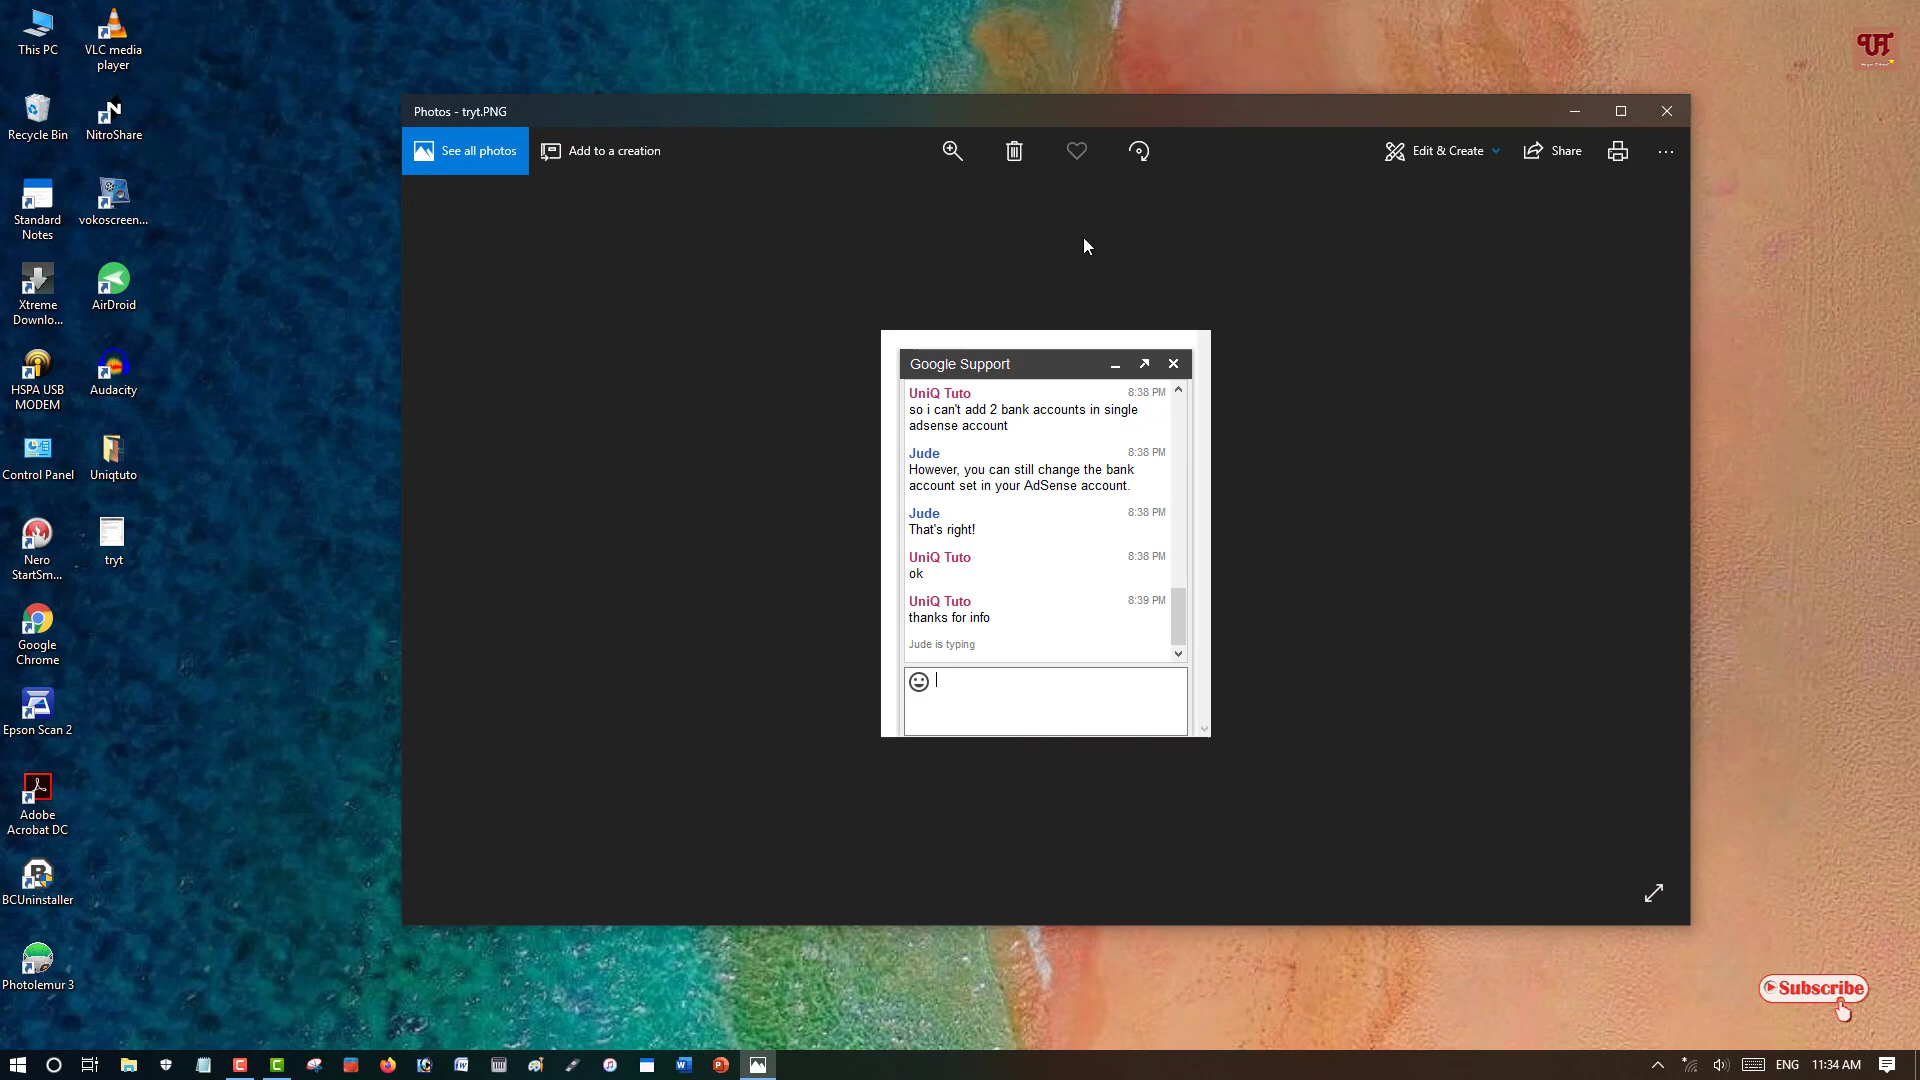 This PC
VLC media
player
Recycle Bin
NitroShare
Standard
Notes
vokoscreen...
Xtreme
Downlo...
AirDroid
HSPA USB
MODEM
Audacity
Control Panel
Uniqtuto
Nero
StartSm...
tryt
Google
Chrome
Epson Scan 2
Adobe
Acrobat DC
BCUninstaller
Photolemur 3
Photos - tryt.PNG
See all photos
Add to a creation
Edit & Create
Share
Google Support
UniQ Tuto 8:38 PM
so i can't add 2 bank accounts in single
adsense account
Jude 8:38 PM
However, you can still change the bank
account set in your AdSense account.
Jude 8:38 PM
That's right!
UniQ Tuto 8:38 PM
ok
UniQ Tuto 8:39 PM
thanks for info
Jude is typing
UT
Subscribe
ENG
11:34 AM